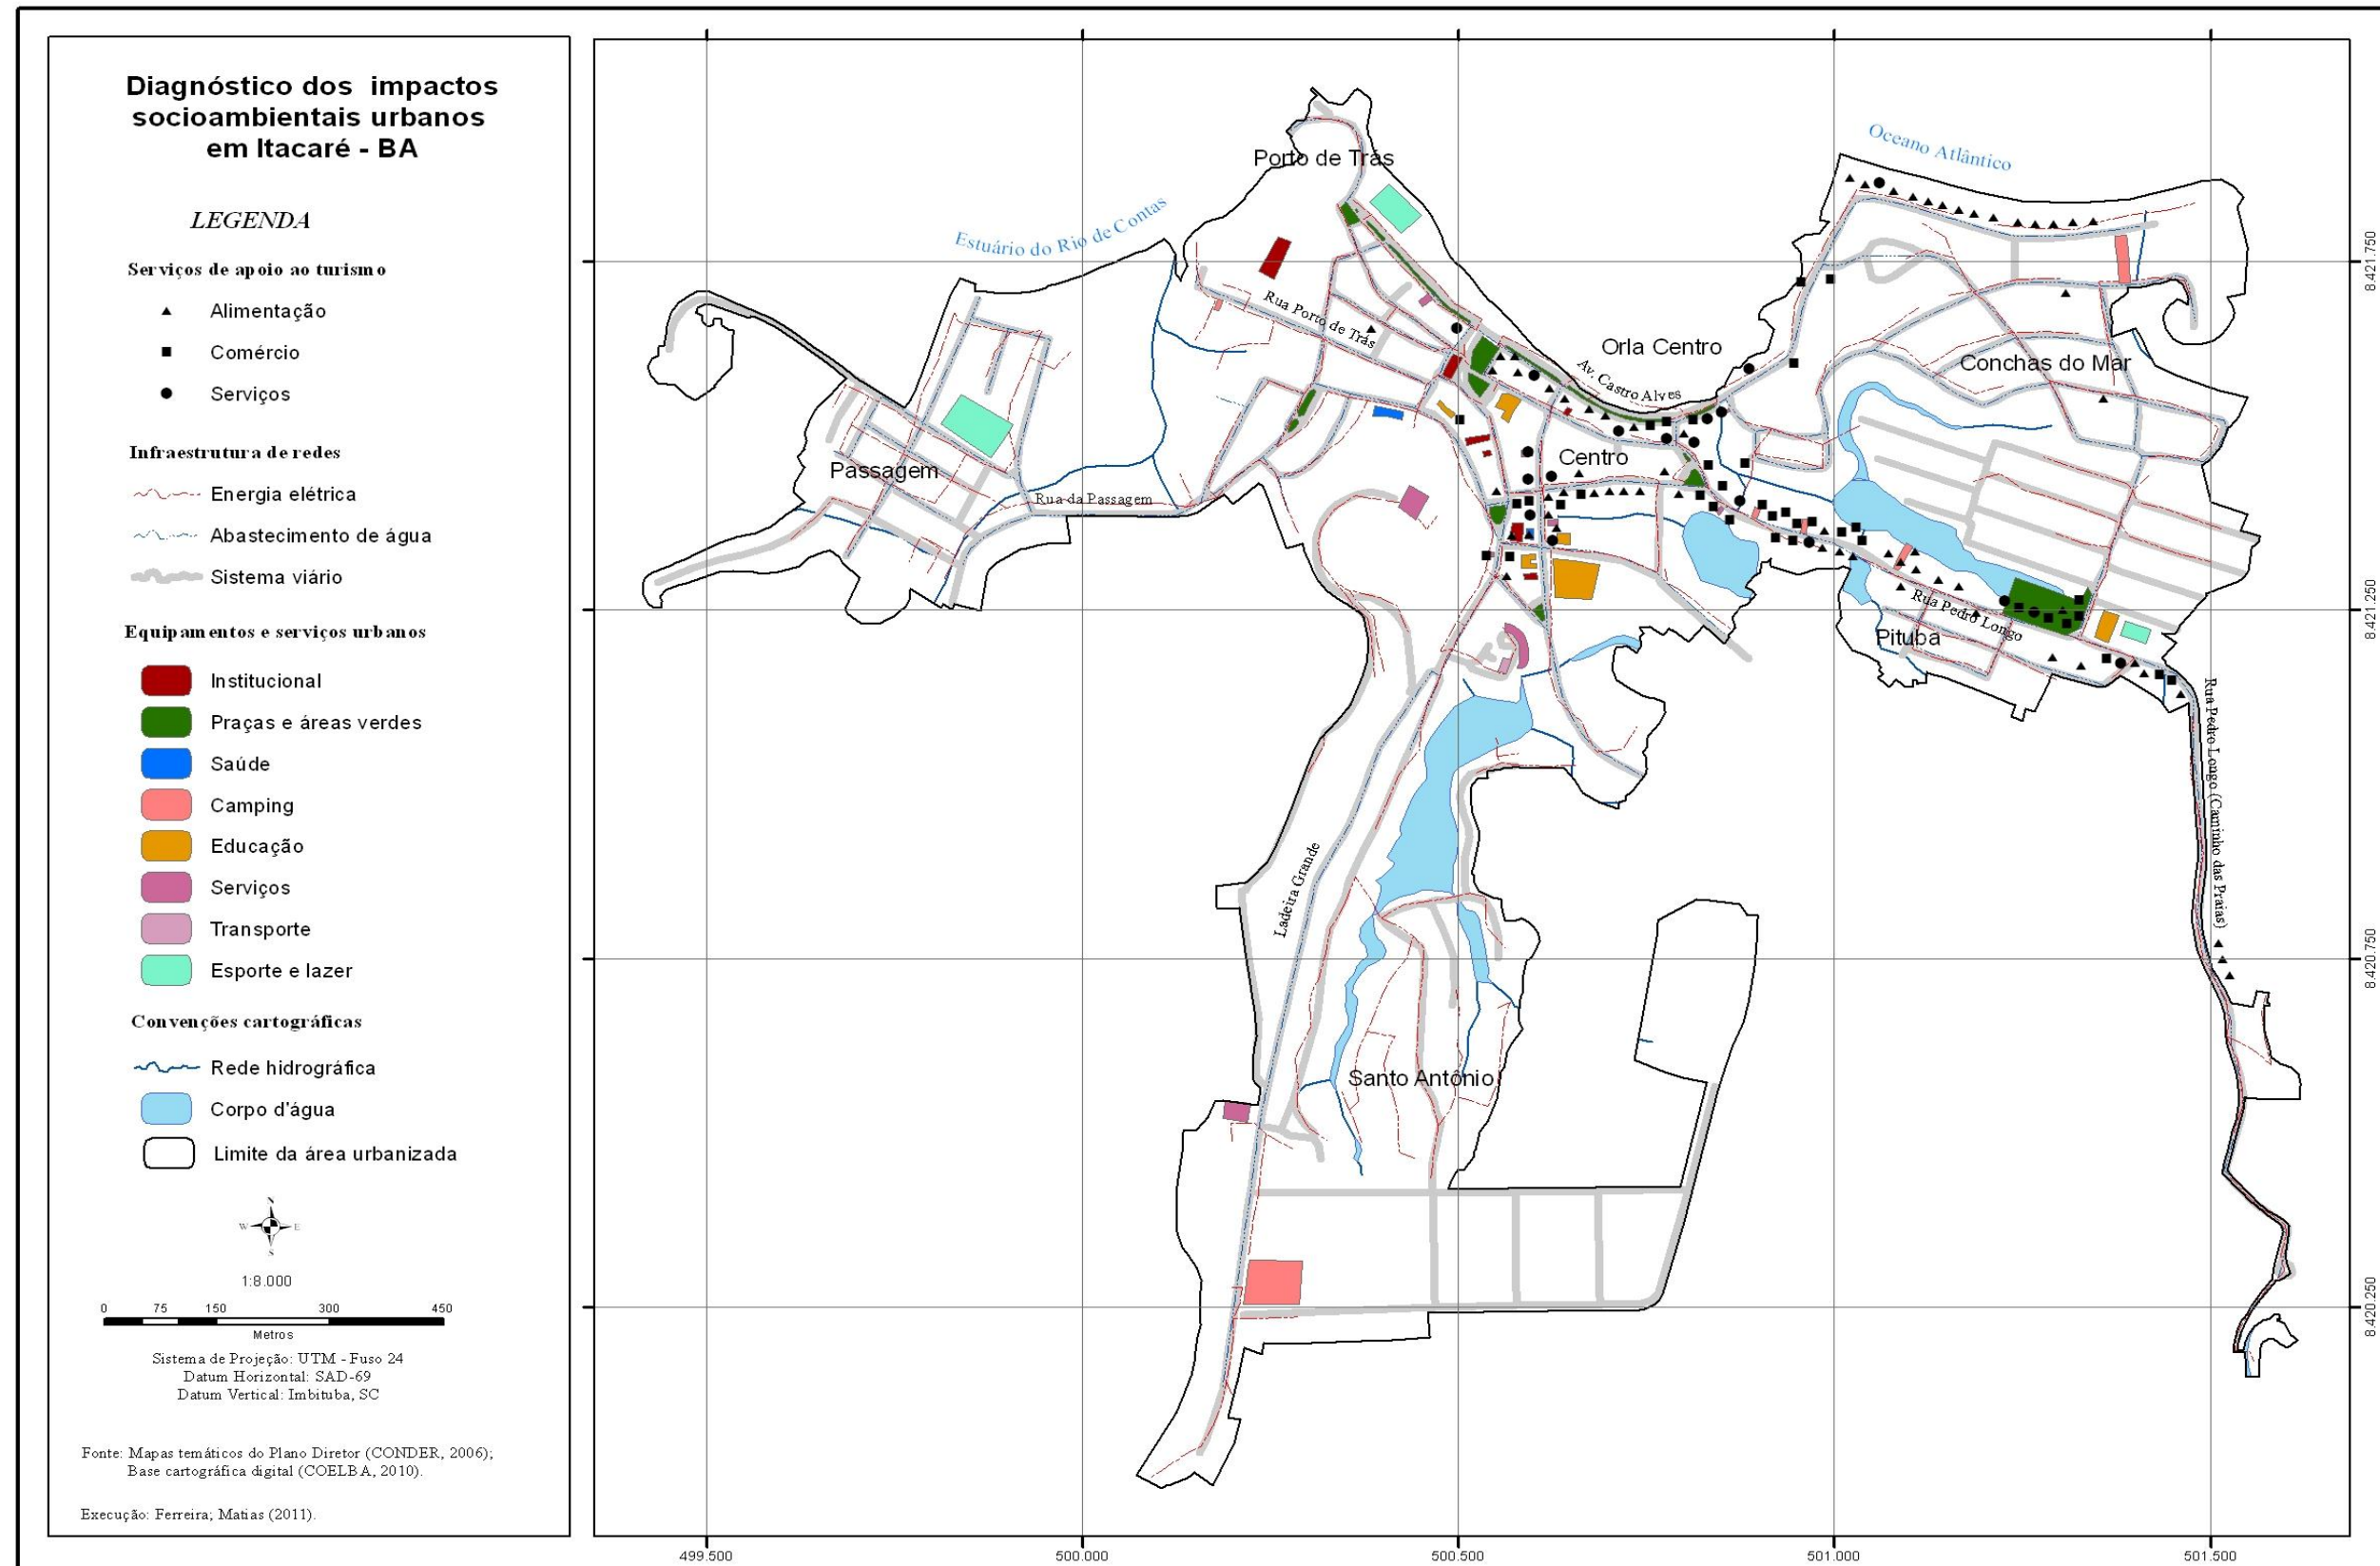 Diagnóstico dos impactos
socioambientais urbanos
em Itacaré - BA
LEGENDA
Serviços de apoio ao turismo
Alimentação
Comércio
Serviços
Infraestrutura de redes
Energia elétrica
Abastecimento de água
Sistema viário
Equipamentos e serviços urbanos
Institucional
Praças e áreas verdes
Saúde
Camping
Educação
Serviços
Transporte
Esporte e lazer
Convenções cartográficas
Rede hidrográfica
Corpo d'água
Limite da área urbanizada
N
W E
S
1:8.000
0 75 150 300 450
Metros
Sistema de Projeção: UTM - Fuso 24
Datum Horizontal: SAD-69
Datum Vertical: Imbituba, SC
Fonte: Mapas temáticos do Plano Diretor (CONDER, 2006);
Base cartográfica digital (COELBA, 2010).
Execução: Ferreira; Matias (2011).
Porto de Trás
Oceano Atlântico
Estuário do Rio de Contas
Rua Porto de Trás
Orla Centro
Av. Castro Alves
Conchas do Mar
Passagem
Centro
Rua da Passagem
Rua Pedro Longo
Pituba
Rua Pedro Longo (Caminho das Praias)
Ladeira Grande
Santo Antônio
8.421.750
8.421.250
8.420.750
8.420.250
499.500 500.000 500.500 501.000 501.500